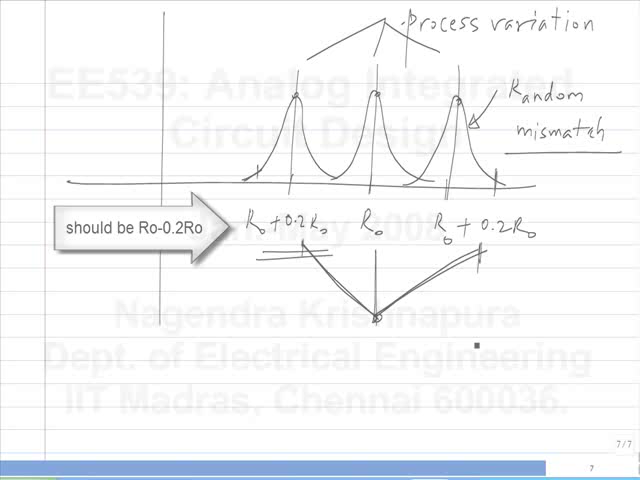 Process variation
EE539: Analog Integrated
Circuit Design
Random
mismatch
should be Ro-0.2Ro
R₀ + 0.2R₀ R₀ R₀ + 0.2R₀
2008
Nagendra Krishnapura
Dept. of Electrical Engineering
IIT Madras, Chennai 600036.
7 / 7
7